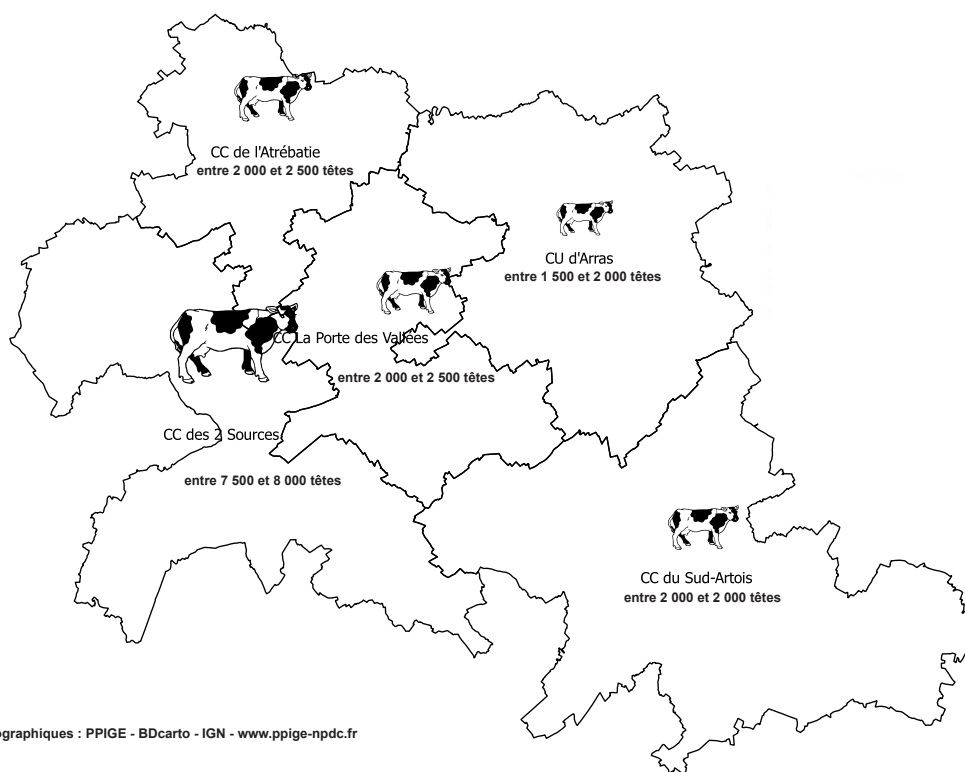 CC de l'Atrébatie
entre 2 000 et 2 500 têtes
CU d'Arras
entre 1 500 et 2 000 têtes
CC La Porte des Vallées
entre 2 000 et 2 500 têtes
CC des 2 Sources
entre 7 500 et 8 000 têtes
CC du Sud-Artois
entre 2 000 et 2 000 têtes
ographiques : PPIGE - BDcarto - IGN - www.ppige-npdc.fr